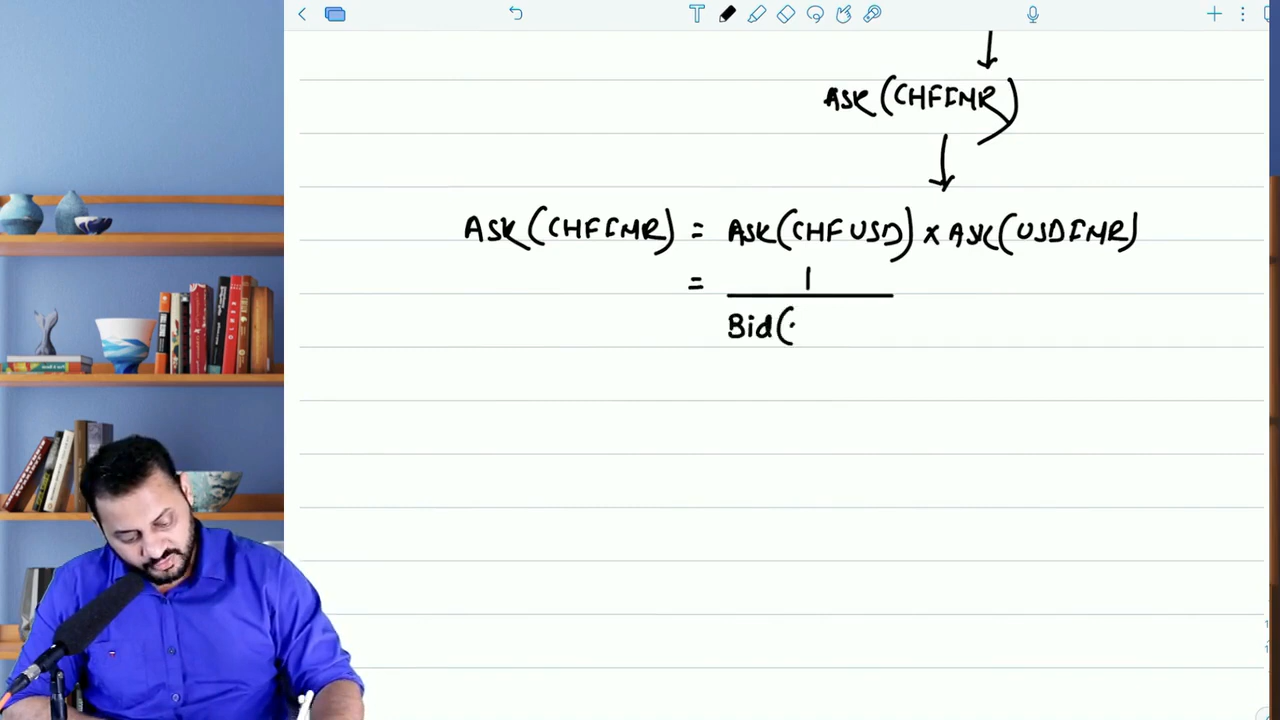 ASK (CHFINR)
ASK (CHFINR) = ASK (CHFUSD) x ASK (USDINR)
= 1
Bid (